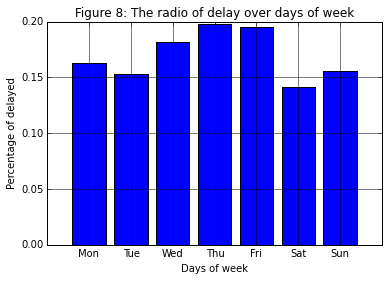 Figure 8: The radio of delay over days of week
0.20
0.15
0.10
0.05
0.00
Percentage of delayed
Mon Tue Wed Thu Fri Sat Sun
Days of week